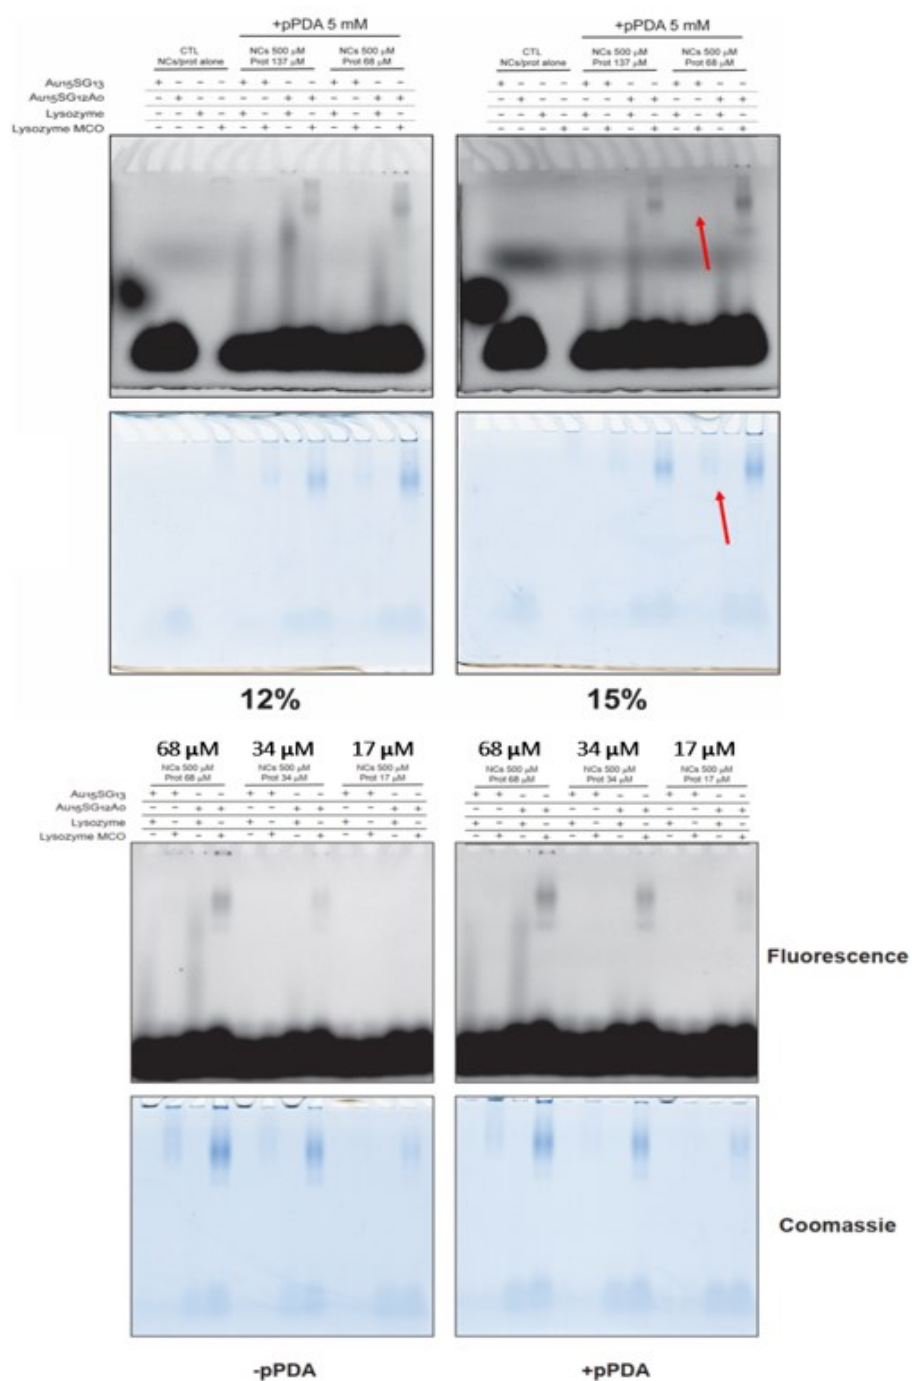 +pPDA 5 mM
CTL
NCs/prot alone
NCs 500 µM
Prot 137 µM
NCs 500 µM
Prot 68 µM
Au15SG13 + - - - + + - - + + - -
Au15SG12A0 - + - - - - + + - - + +
Lysozyme - - + - + - + - + - + -
Lysozyme MCO - - - + - + - + - + - +
+pPDA 5 mM
CTL
NCs/prot alone
NCs 500 µM
Prot 137 µM
NCs 500 µM
Prot 68 µM
+ - - - + + - - + + - -
- + - - - - + + - - + +
- - + - + - + - + - + -
- - - + - + - + - + - +
12%
15%
68 µM
34 µM
17 µM
NCs 500 µM
Prot 68 µM
NCs 500 µM
Prot 34 µM
NCs 500 µM
Prot 17 µM
Au15SG13 + + - - + + - - + + - -
Au15SG12A0 - - + + - - + + - - + +
Lysozyme + - + - + - + - + - + -
Lysozyme MCO - + - + - + - + - + - +
68 µM
34 µM
17 µM
NCs 500 µM
Prot 68 µM
NCs 500 µM
Prot 34 µM
NCs 500 µM
Prot 17 µM
+ + - - + + - - + + - -
- - + + - - + + - - + +
+ - + - + - + - + - + -
- + - + - + - + - + - +
Fluorescence
Coomassie
-pPDA
+pPDA